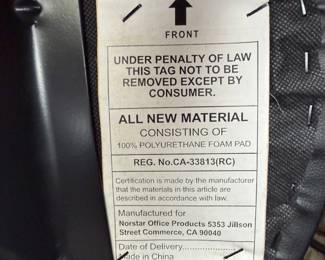 FRONT
UNDER PENALTY OF LAW
THIS TAG NOT TO BE
REMOVED EXCEPT BY
CONSUMER.
ALL NEW MATERIAL
CONSISTING OF
100% POLYURETHANE FOAM PAD
REG. No.CA-33813(RC)
Certification is made by the manufacturer
that the materials in this article are
described in accordance with law.
Manufactured for
Norstar Office Products 5353 Jillson
Street Commerce, CA 90040
Date of Delivery
Made in China